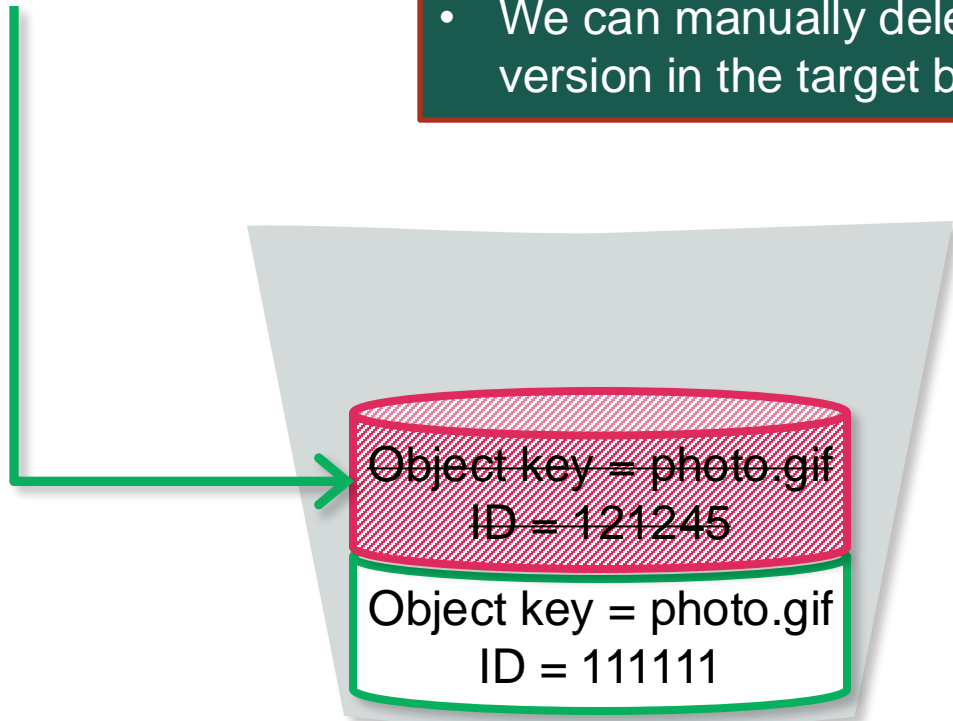 • We can manually dele
version in the target b
Object key = photo.gif
ID = 121245
Object key = photo.gif
ID = 111111